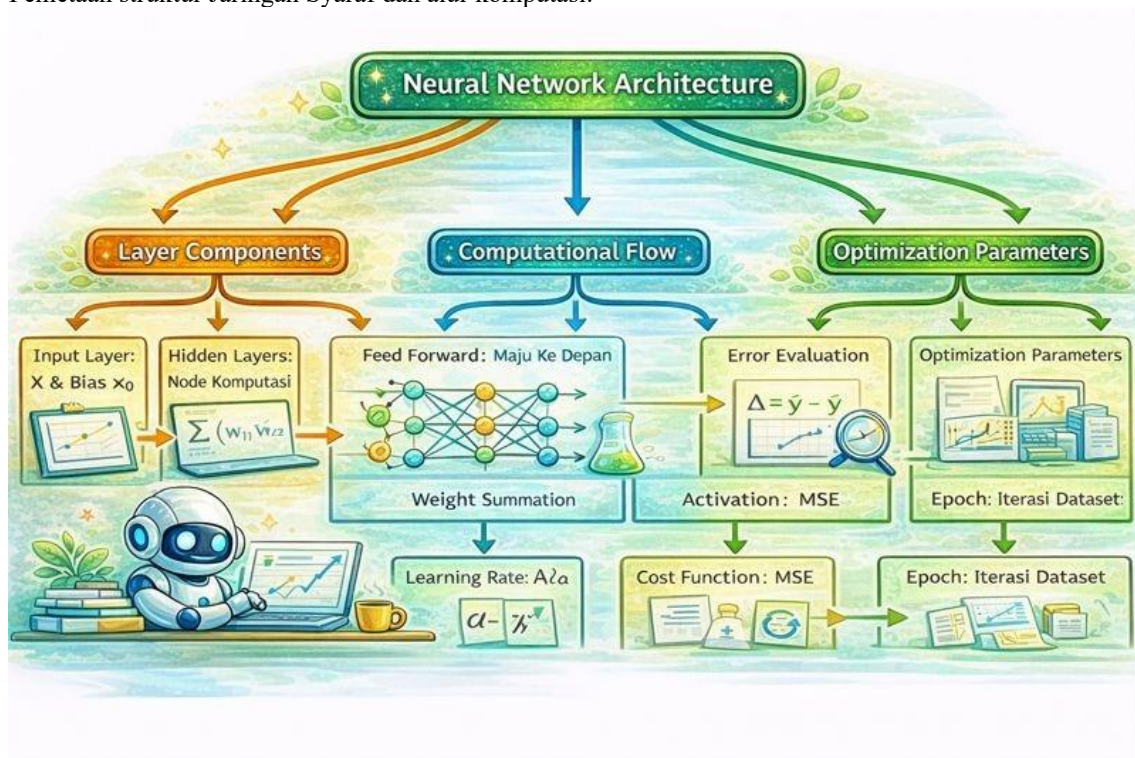 Pemetaan struktur Jaringan Syaraf dan alur komputasi.
Neural Network Architecture
Layer Components
Computational Flow
Optimization Parameters
Input Layer:
X & Bias x₀
Hidden Layers:
Node Komputasi
Feed Forward: Maju Ke Depan
Error Evaluation
Δ = ŷ - ŷ
Optimization Parameters
Weight Summation
Activation: MSE
Epoch: Iterasi Dataset:
Learning Rate:
Cost Function: MSE
Epoch: Iterasi Dataset